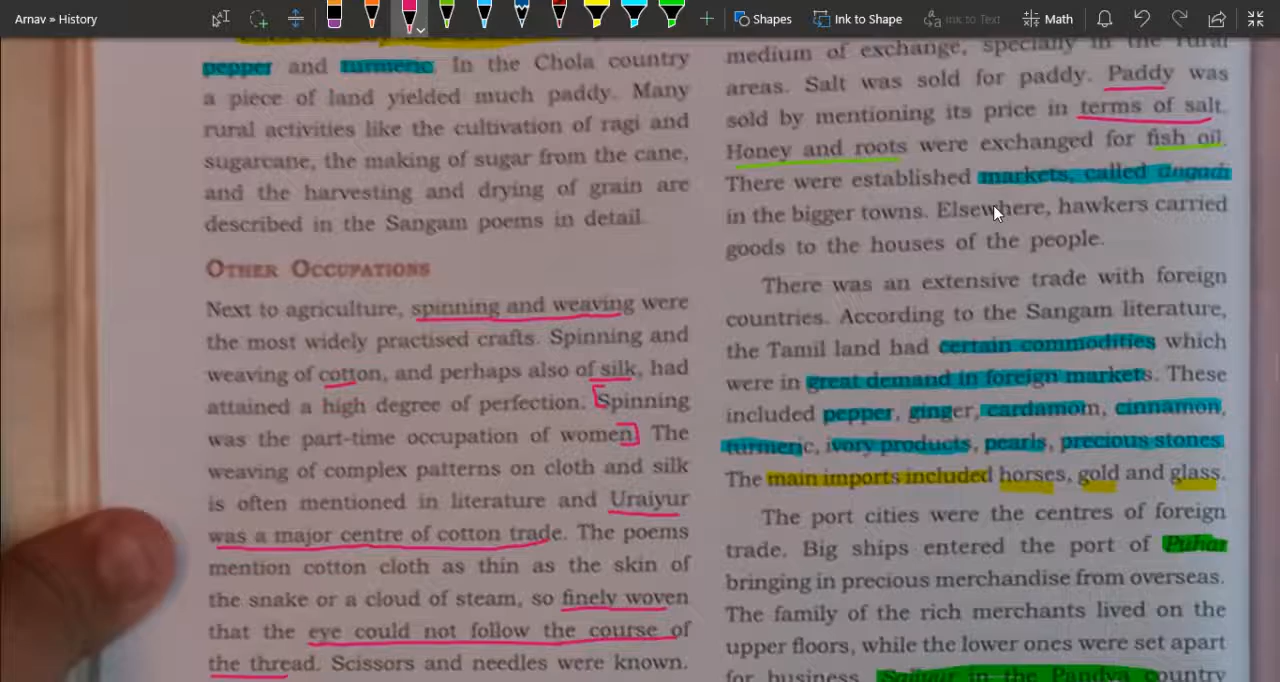 Arnav » History
Shapes
Ink to Shape
Ink to Text
Math
pepper and turmeric. In the Chola country
a piece of land yielded much paddy. Many
rural activities like the cultivation of ragi and
sugarcane, the making of sugar from the cane,
and the harvesting and drying of grain are
described in the Sangam poems in detail.
OTHER OCCUPATIONS
Next to agriculture, spinning and weaving were
the most widely practised crafts. Spinning and
weaving of cotton, and perhaps also of silk, had
attained a high degree of perfection. Spinning
was the part-time occupation of women. The
weaving of complex patterns on cloth and silk
is often mentioned in literature and Uraiyur
was a major centre of cotton trade. The poems
mention cotton cloth as thin as the skin of
the snake or a cloud of steam, so finely woven
that the eye could not follow the course of
the thread. Scissors and needles were known.
medium of exchange, specially in the rural
areas. Salt was sold for paddy. Paddy was
sold by mentioning its price in terms of salt.
Honey and roots were exchanged for fish oil.
There were established markets, called angadi
in the bigger towns. Elsewhere, hawkers carried
goods to the houses of the people.
There was an extensive trade with foreign
countries. According to the Sangam literature,
the Tamil land had certain commodities which
were in great demand in foreign markets. These
included pepper, ginger, cardamom, cinnamon,
turmeric, ivory products, pearls, precious stones.
The main imports included horses, gold and glass.
The port cities were the centres of foreign
trade. Big ships entered the port of Puhar
bringing in precious merchandise from overseas.
The family of the rich merchants lived on the
upper floors, while the lower ones were set apart
for business. Saliyur in the Pandya country